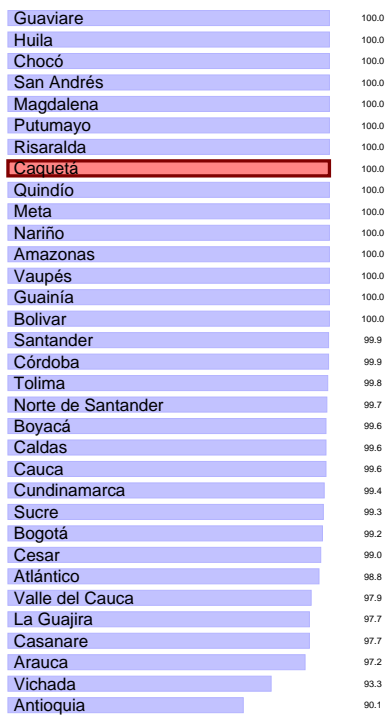 Guaviare 100.0
Huila 100.0
Chocó 100.0
San Andrés 100.0
Magdalena 100.0
Putumayo 100.0
Risaralda 100.0
Caquetá 100.0
Quindío 100.0
Meta 100.0
Nariño 100.0
Amazonas 100.0
Vaupés 100.0
Guainía 100.0
Bolivar 100.0
Santander 99.9
Córdoba 99.9
Tolima 99.8
Norte de Santander 99.7
Boyacá 99.6
Caldas 99.6
Cauca 99.6
Cundinamarca 99.4
Sucre 99.3
Bogotá 99.2
Cesar 99.0
Atlántico 98.8
Valle del Cauca 97.9
La Guajira 97.7
Casanare 97.7
Arauca 97.2
Vichada 93.3
Antioquia 90.1